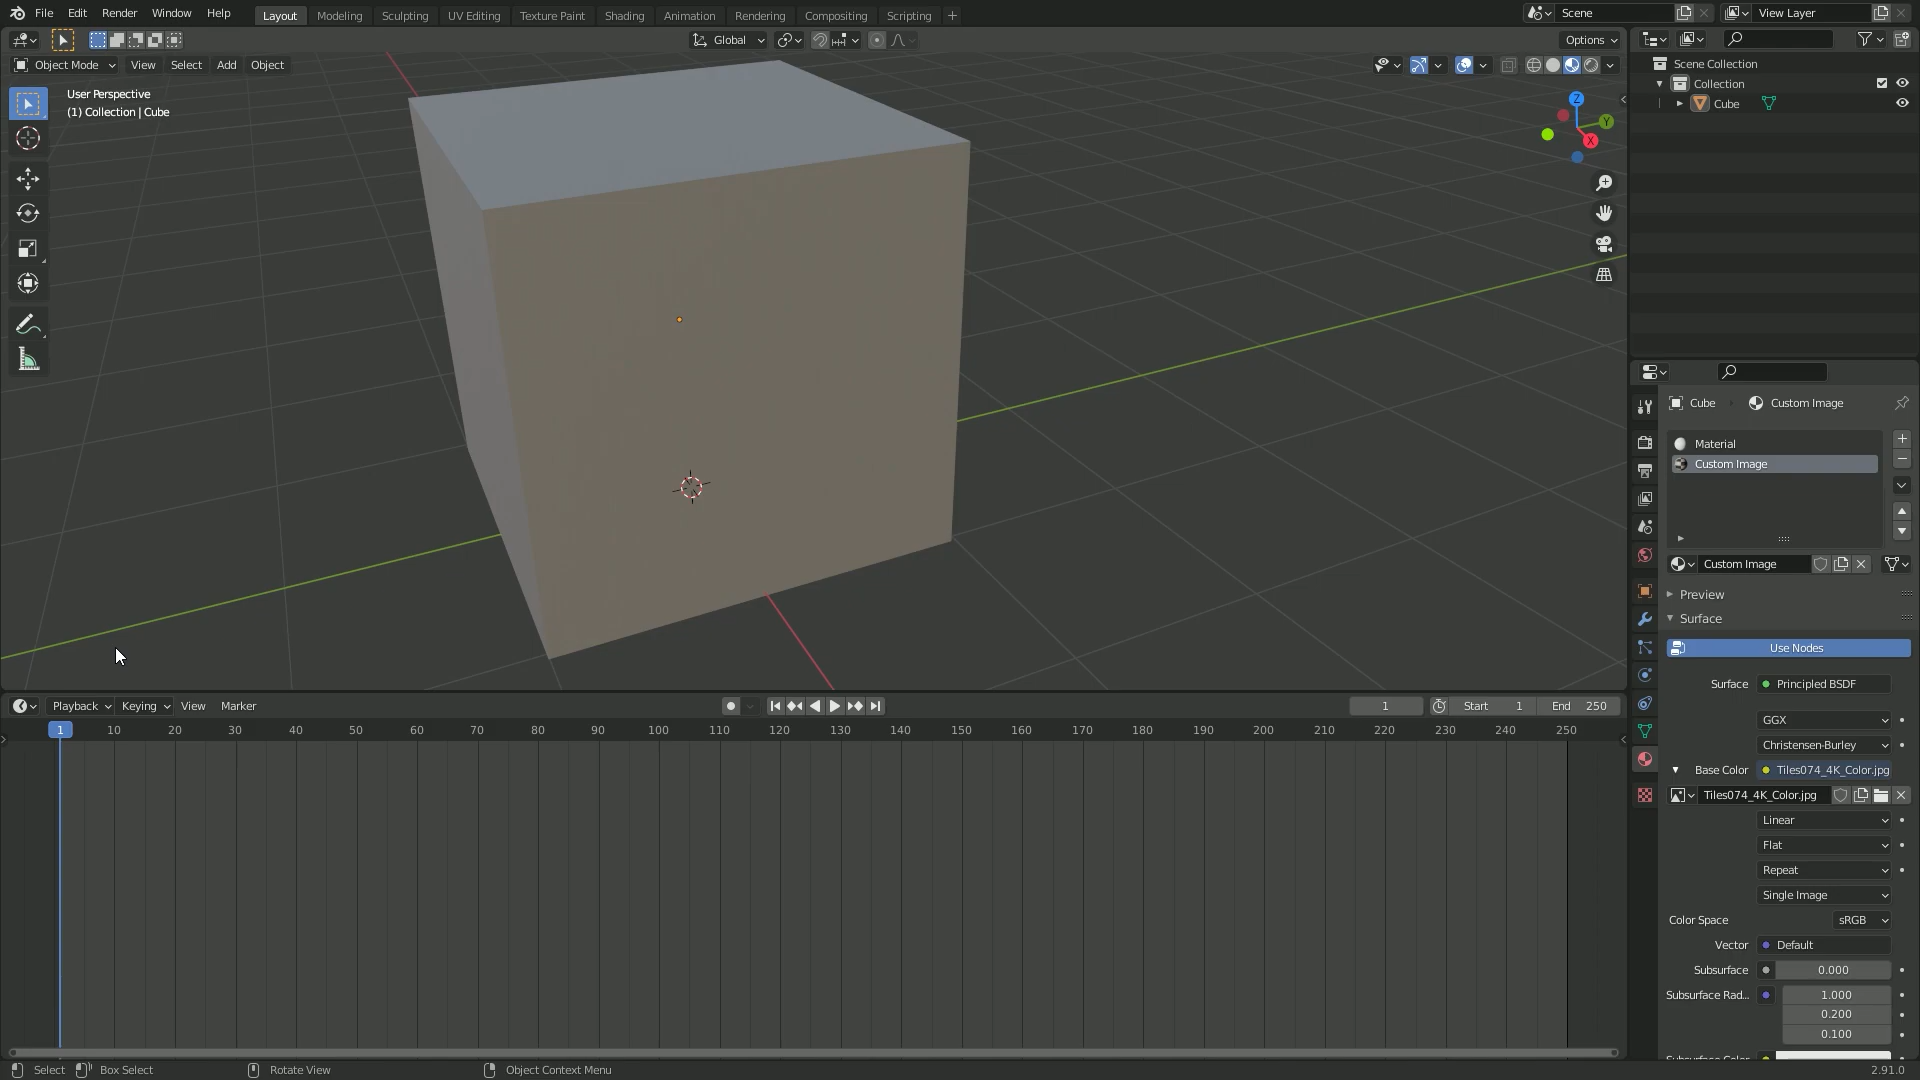 File Edit Render Window Help Layout Modeling Sculpting UV Editing Texture Paint Shading Animation Rendering Compositing Scripting + Scene View Layer
Global Options
Object Mode View Select Add Object
User Perspective
(1) Collection | Cube
Z
Y
X
Scene Collection
Collection
Cube
Cube Custom Image
Material
Custom Image
Custom Image
Preview
Surface
Use Nodes
Surface Principled BSDF
GGX
Christensen-Burley
Base Color Tiles074_4K_Color.jpg
Tiles074_4K_Color.jpg
Linear
Flat
Repeat
Single Image
Color Space sRGB
Vector Default
Subsurface 0.000
Subsurface Rad... 1.000
0.200
0.100
Subsurface Color
Playback Keying View Marker 1 Start 1 End 250
1 10 20 30 40 50 60 70 80 90 100 110 120 130 140 150 160 170 180 190 200 210 220 230 240 250
Select Box Select Rotate View Object Context Menu 2.91.0